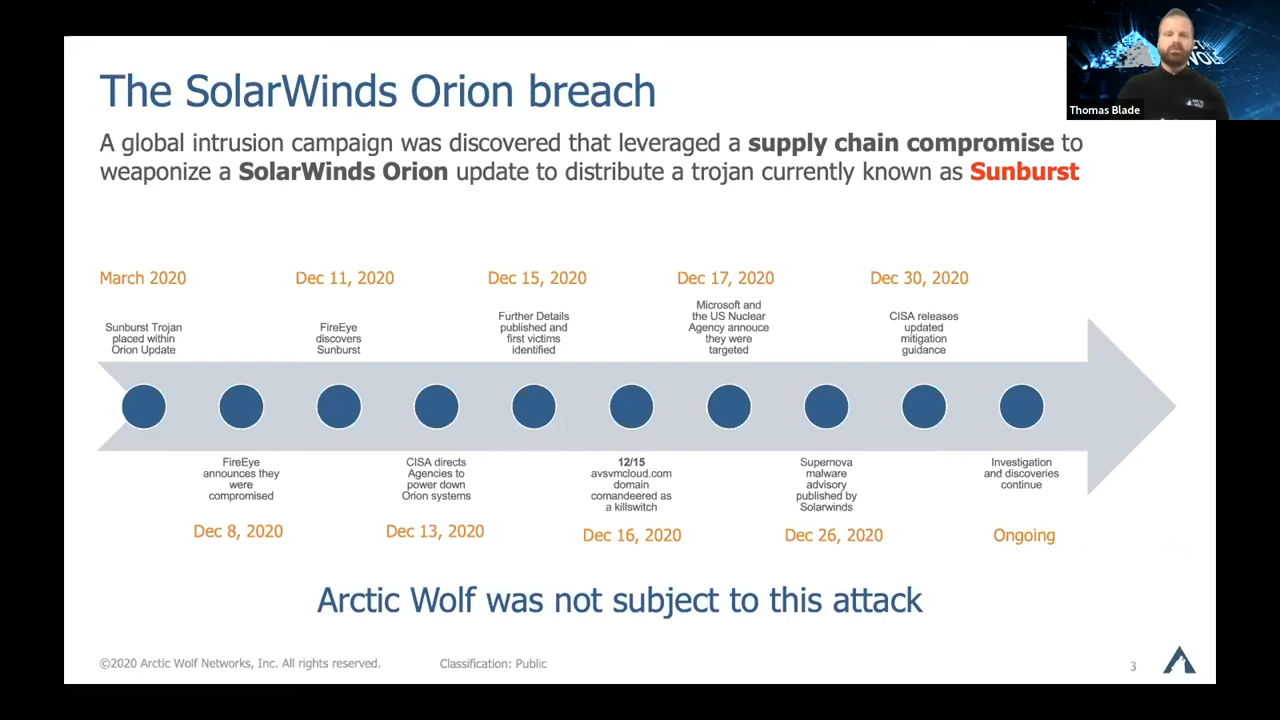 The SolarWinds Orion breach
A global intrusion campaign was discovered that leveraged a supply chain compromise to
weaponize a SolarWinds Orion update to distribute a trojan currently known as Sunburst
Thomas Blade
March 2020
Sunburst Trojan
placed within
Orion Update
FireEye
announces they
were
compromised
Dec 8, 2020
Dec 11, 2020
FireEye
discovers
Sunburst
CISA directs
Agencies to
power down
Orion systems
Dec 13, 2020
Dec 15, 2020
Further Details
published and
first victims
identified
12/15
avsvmcloud.com
domain
comandeered as
a killswitch
Dec 16, 2020
Dec 17, 2020
Microsoft and
the US Nuclear
Agency annouce
they were
targeted
Supernova
malware
advisory
published by
Solarwinds
Dec 26, 2020
Dec 30, 2020
CISA releases
updated
mitigation
guidance
Investigation
and discoveries
continue
Ongoing
Arctic Wolf was not subject to this attack
©2020 Arctic Wolf Networks, Inc. All rights reserved.
Classification: Public
3